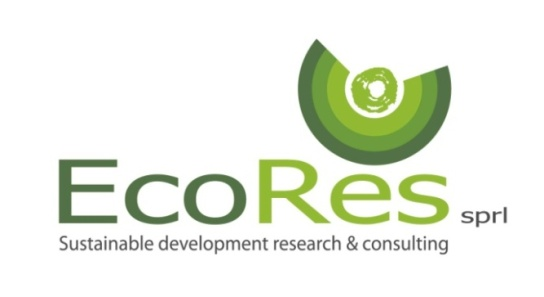 EcoRes sprl
Sustainable development research & consulting